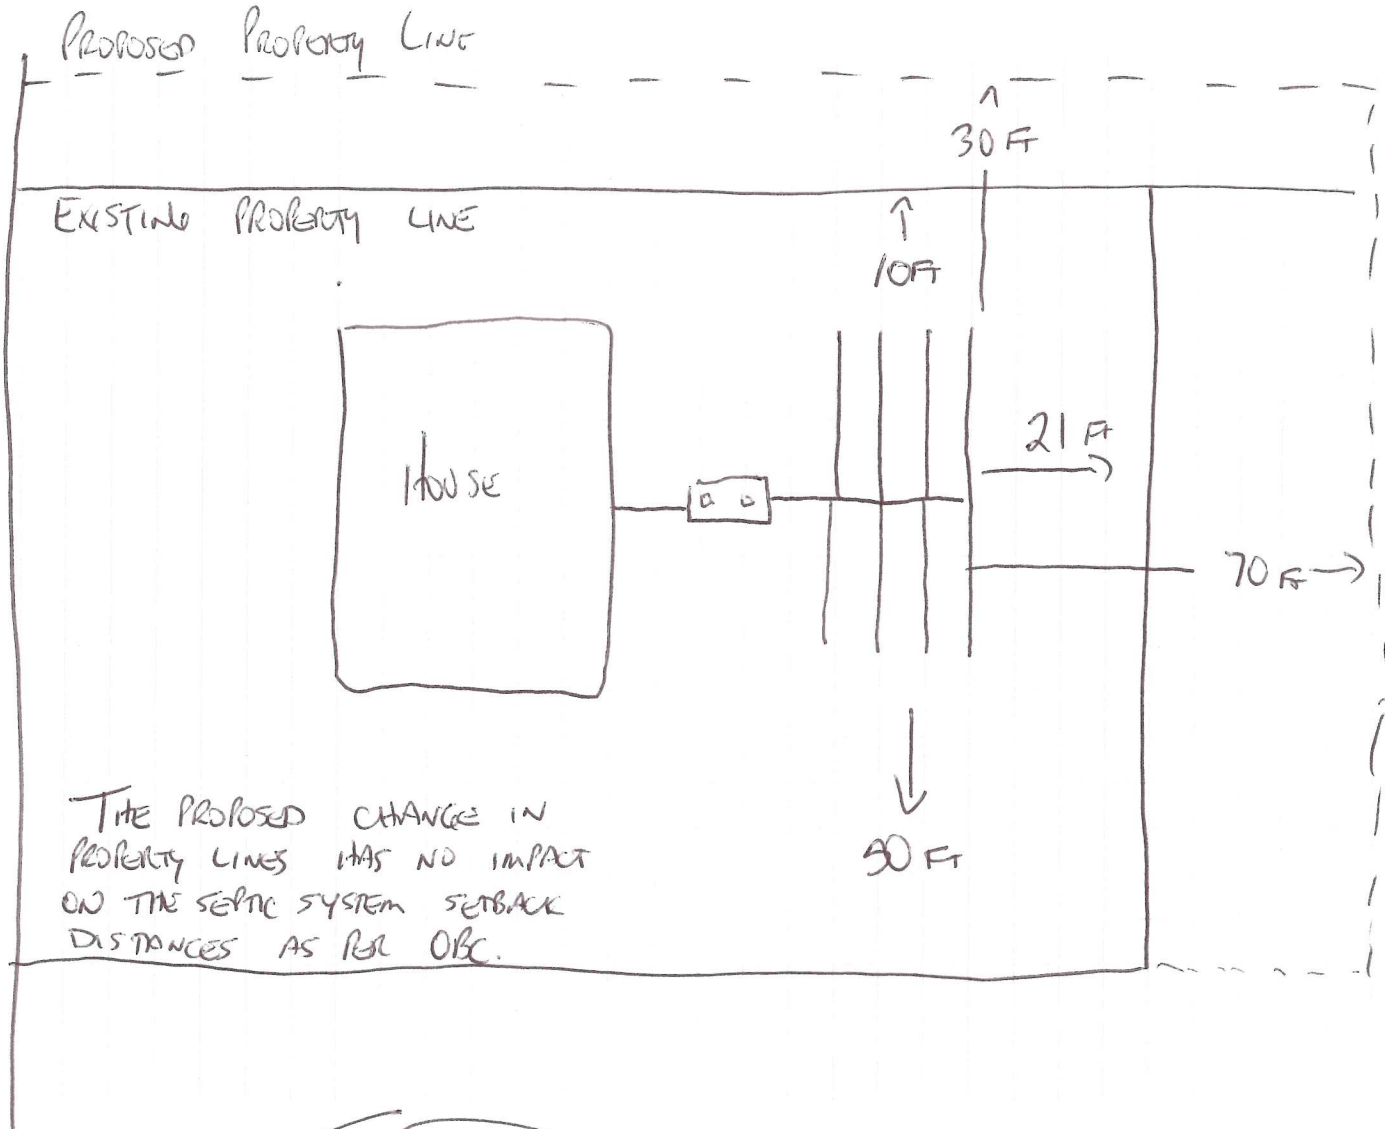 PROPOSED PROPERTY LINE
30 FT
EXISTING PROPERTY LINE
10 FT
21 FT
HOUSE
70 FT
50 FT
THE PROPOSED CHANGE IN
PROPERTY LINES HAS NO IMPACT
ON THE SEPTIC SYSTEM SETBACK
DISTANCES AS PER OBC.